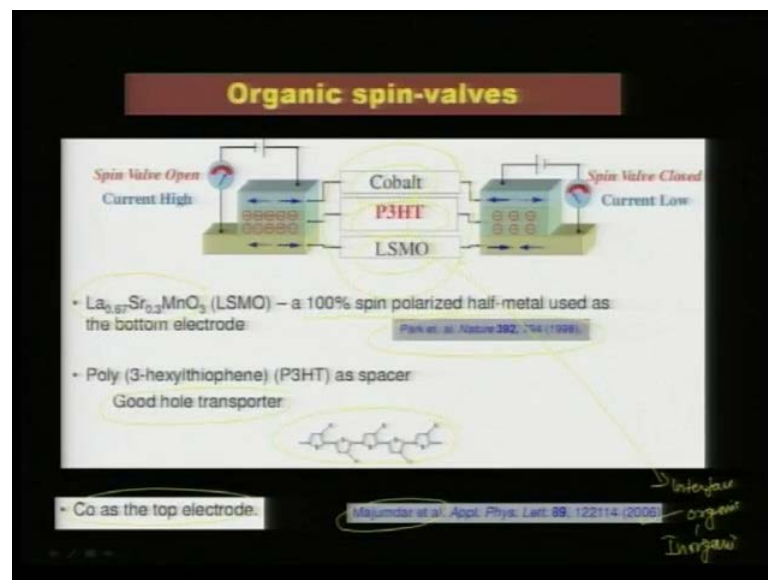 Organic spin-valves
Spin Valve Open
Current High
Cobalt
P3HT
LSMO
Spin Valve Closed
Current Low
• La0.67Sr0.3MnO3 (LSMO) – a 100% spin polarized half-metal used as
the bottom electrode
Park et. al. Nature 392, 794 (1998).
• Poly (3-hexylthiophene) (P3HT) as spacer
Good hole transporter
• Co as the top electrode.
Majumdar et al. Appl. Phys. Lett. 89, 122114 (2006)
Interface
organic
Inorganic